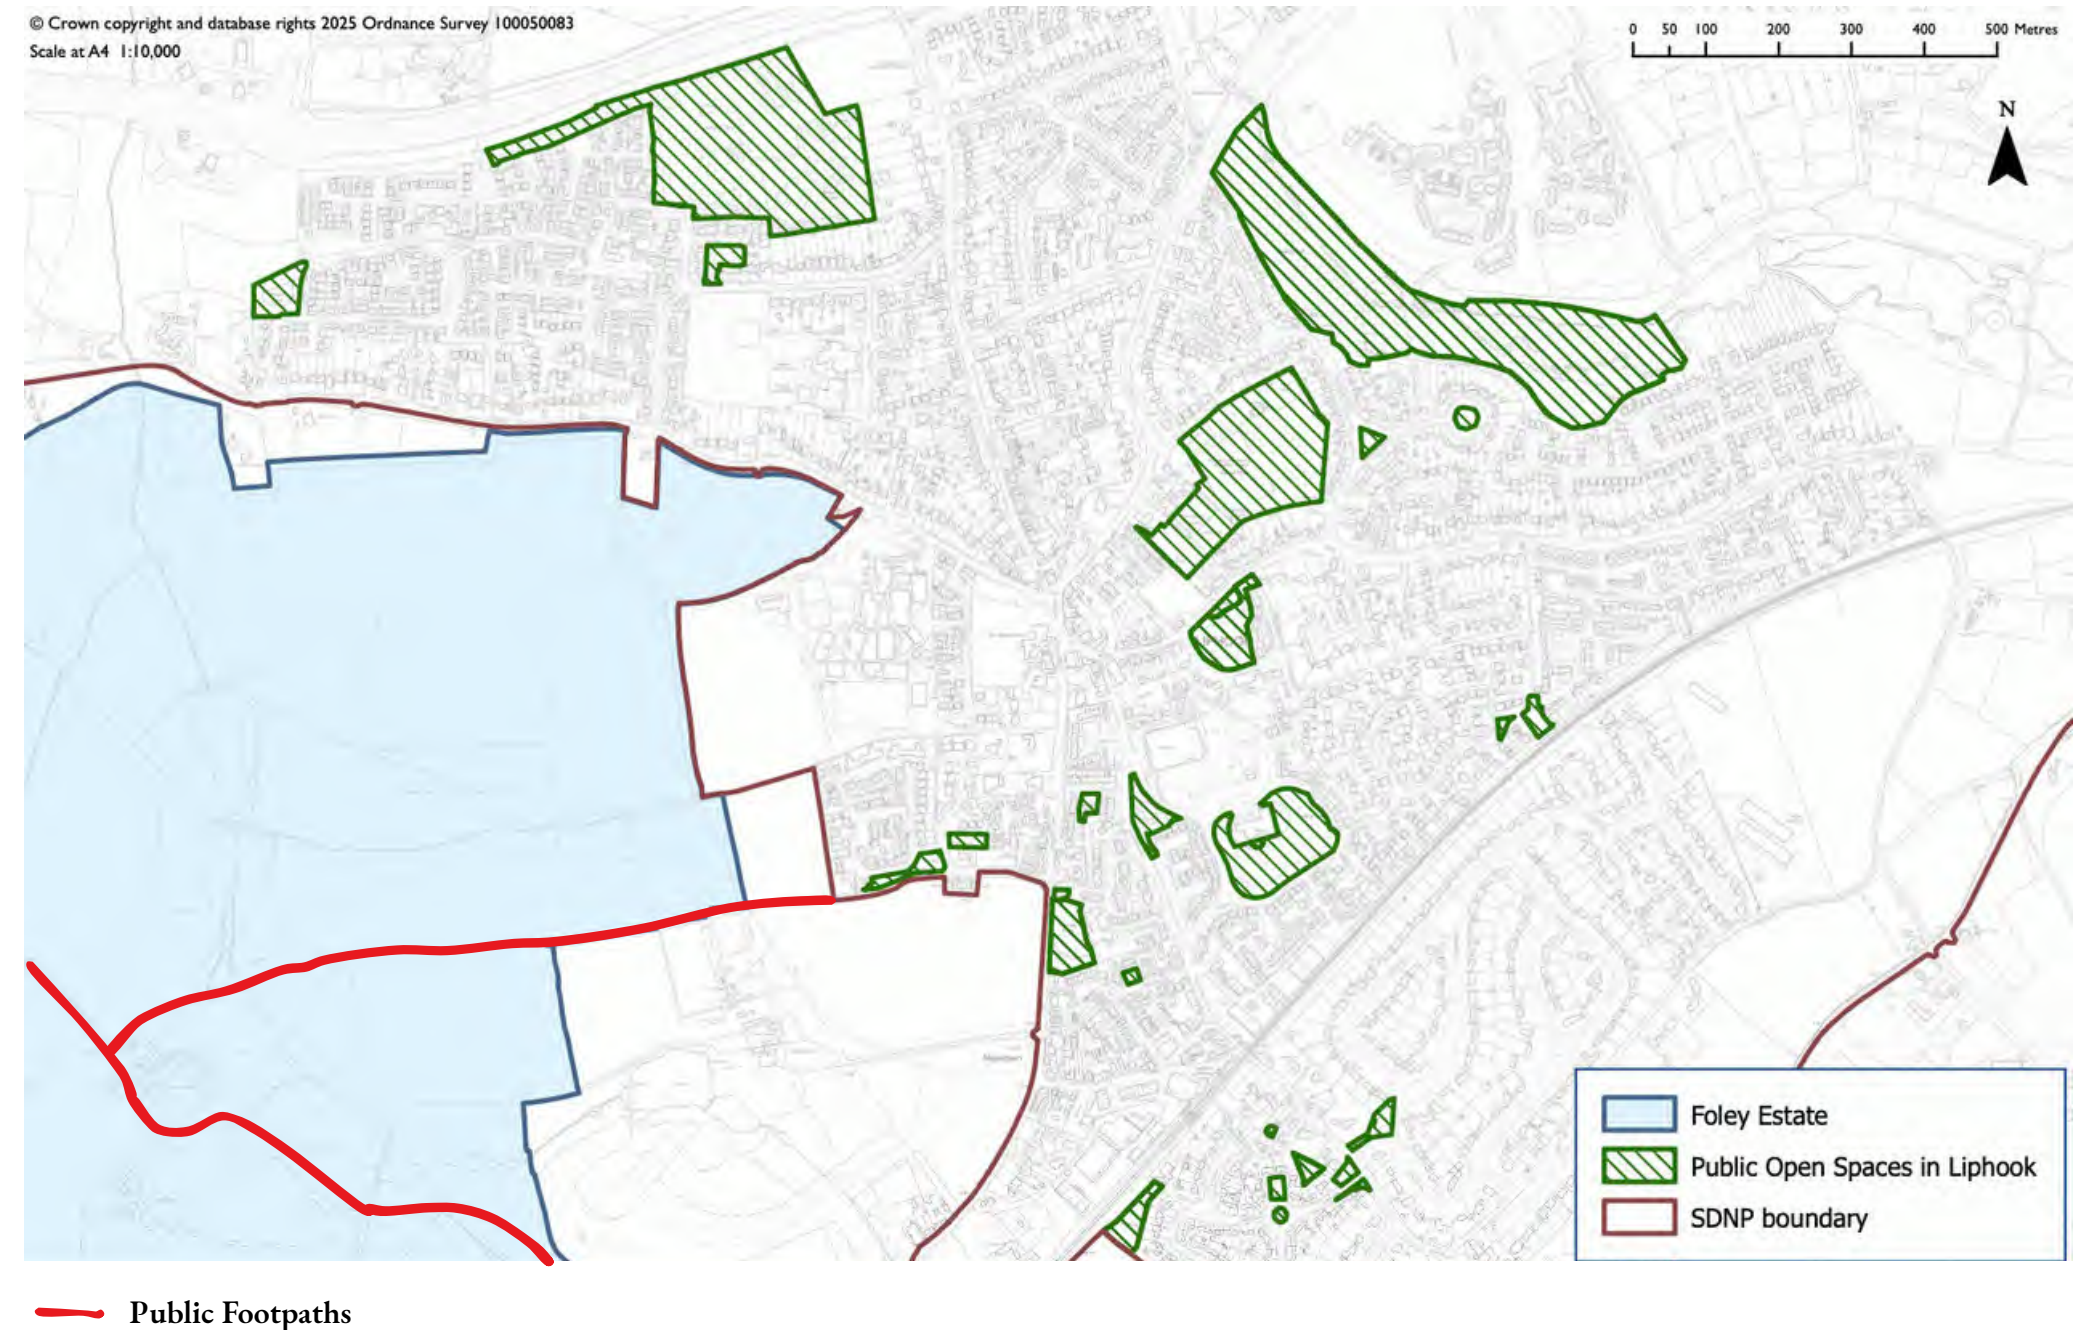 © Crown copyright and database rights 2025 Ordnance Survey 100050083
Scale at A4 1:10,000
0 50 100 200 300 400 500 Metres
N
Foley Estate
Public Open Spaces in Liphook
SDNP boundary
Public Footpaths